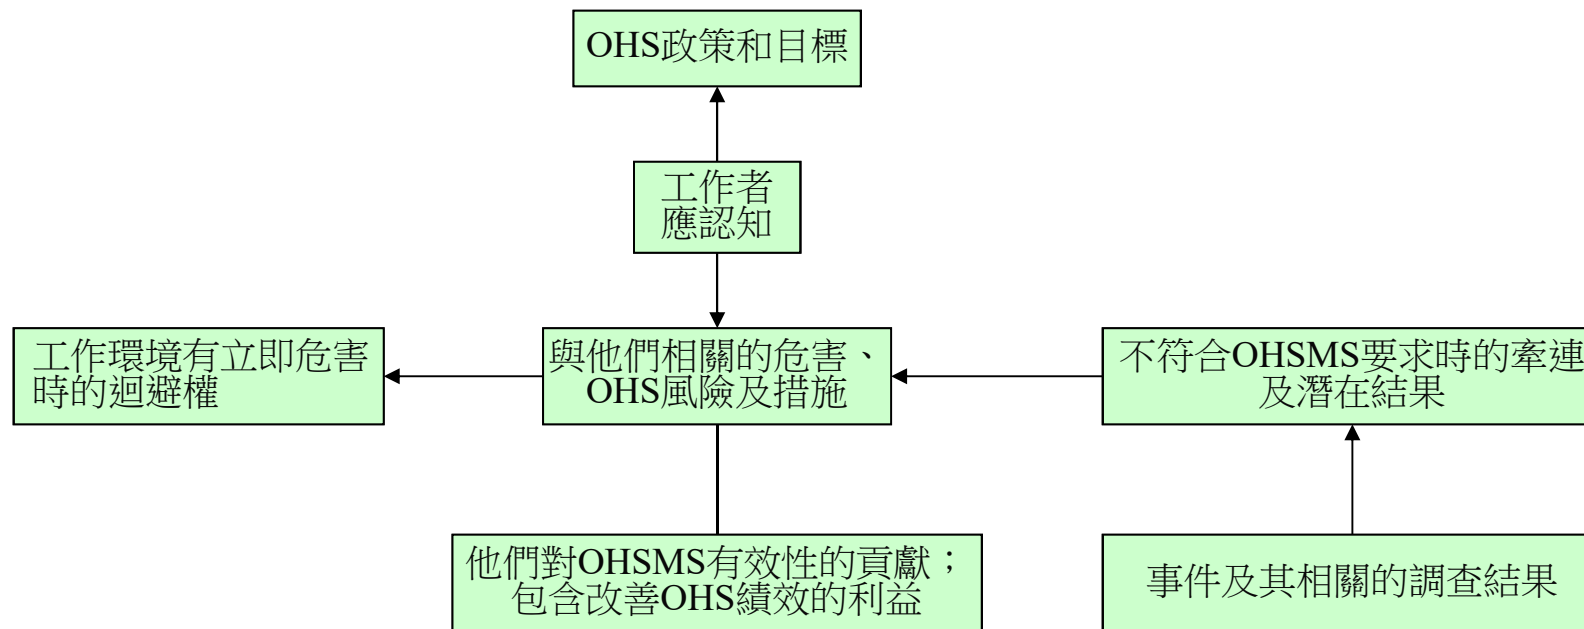 OHS政策和目標
工作者
應認知
工作環境有立即危害
時的迴避權
與他們相關的危害、
OHS風險及措施
不符合OHSMS要求時的牽連
及潛在結果
他們對OHSMS有效性的貢獻；
包含改善OHS績效的利益
事件及其相關的調查結果